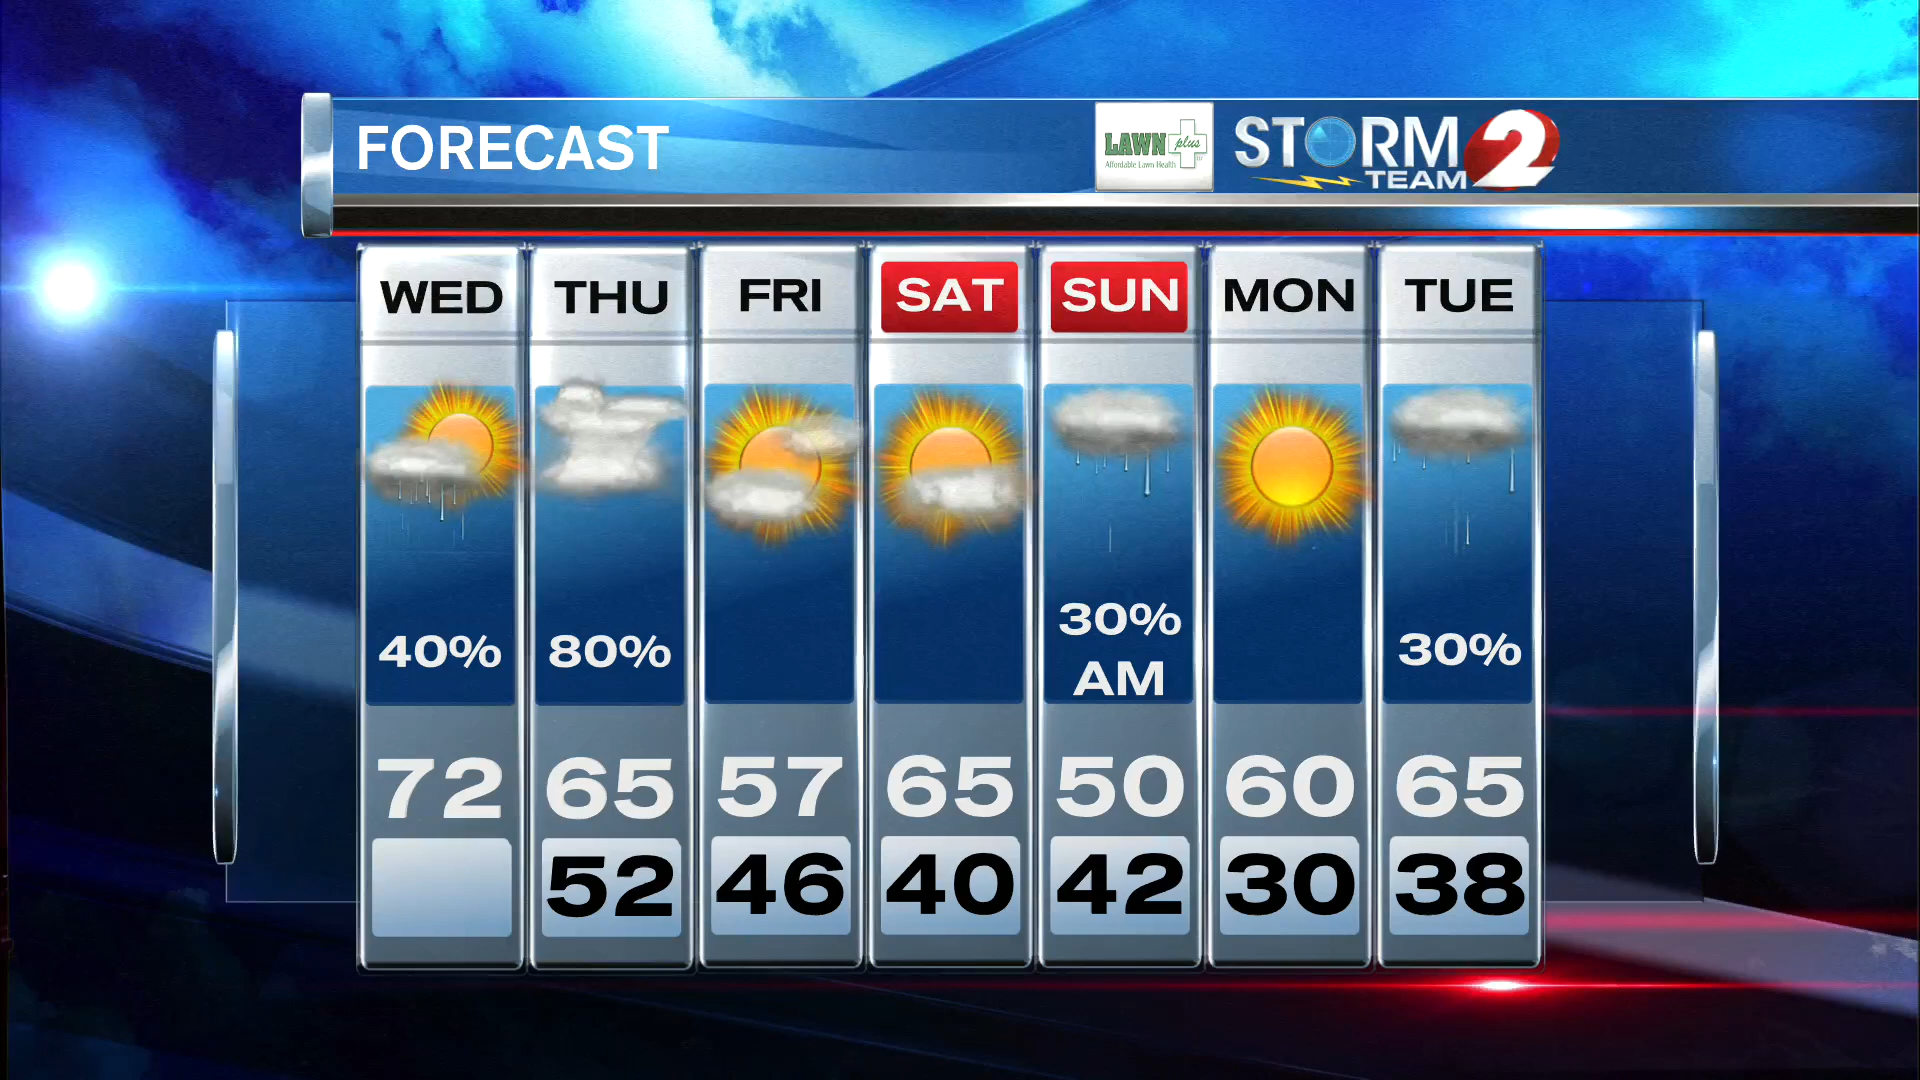 FORECAST
LAWN plus
Affordable Lawn Health
STORM
TEAM 2
WED THU FRI SAT SUN MON TUE
40% 80% 30% AM 30%
72 65 57 65 50 60 65
52 46 40 42 30 38